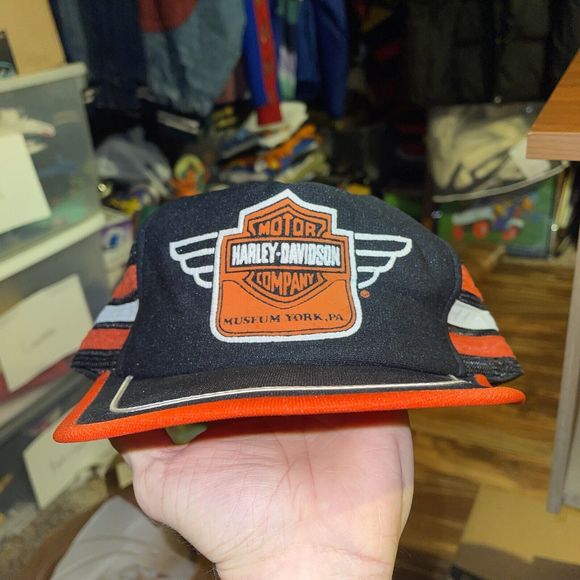 MOTOR
HARLEY-DAVIDSON
COMPANY
®
MUSEUM YORK, PA.